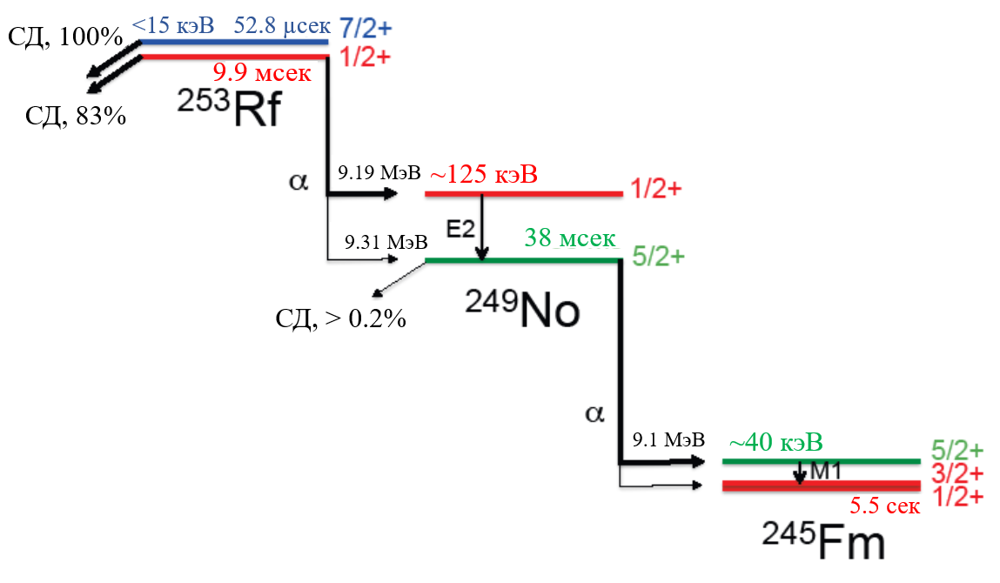 <15 кэВ 52.8 µсек 7/2+
СД, 100%
1/2+
9.9 мсек
253Rf
СД, 83%
α
9.19 МэВ ~125 кэВ 1/2+
E2
9.31 МэВ
38 мсек 5/2+
249No
СД, > 0.2%
α
9.1 МэВ ~40 кэВ 5/2+
M1 3/2+
5.5 сек 1/2+
245Fm